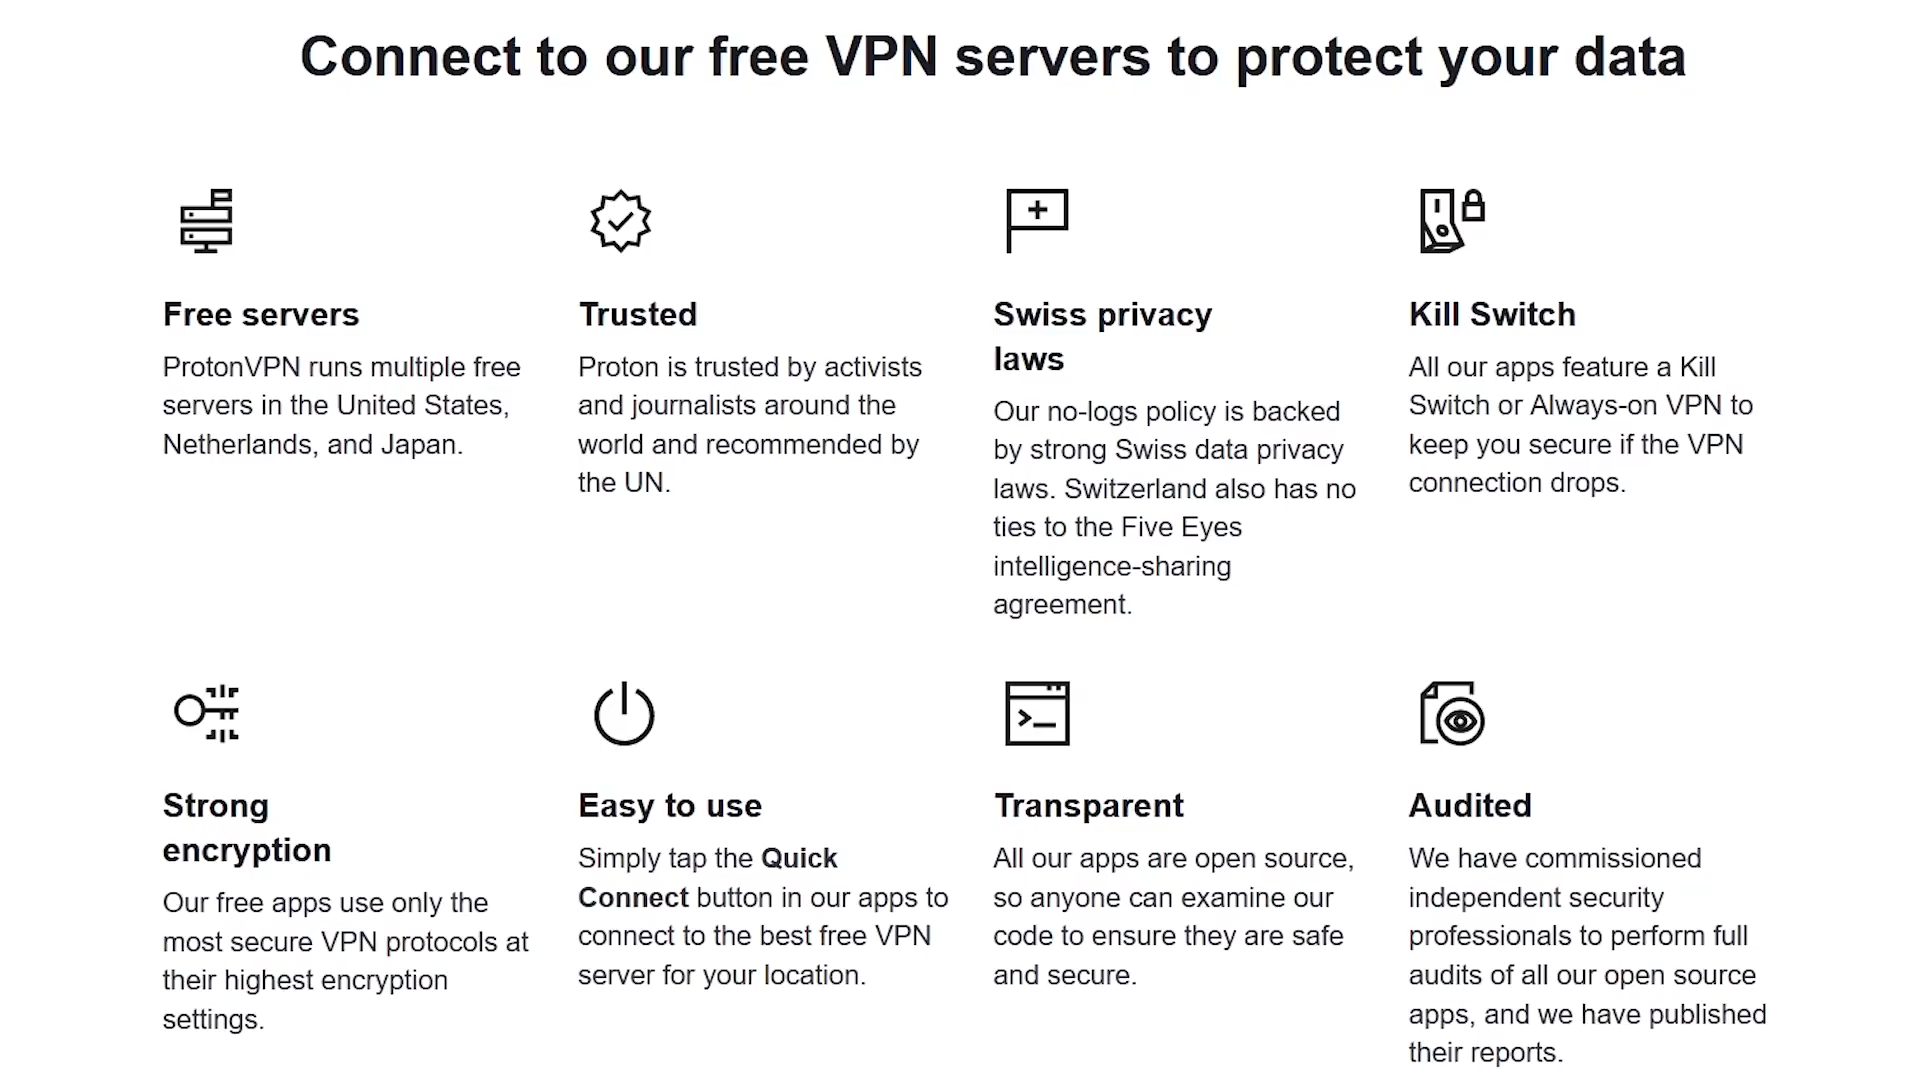 Connect to our free VPN servers to protect your data
Free servers
ProtonVPN runs multiple free
servers in the United States,
Netherlands, and Japan.
Trusted
Proton is trusted by activists
and journalists around the
world and recommended by
the UN.
Swiss privacy
laws
Our no-logs policy is backed
by strong Swiss data privacy
laws. Switzerland also has no
ties to the Five Eyes
intelligence-sharing
agreement.
Kill Switch
All our apps feature a Kill
Switch or Always-on VPN to
keep you secure if the VPN
connection drops.
Strong
encryption
Our free apps use only the
most secure VPN protocols at
their highest encryption
settings.
Easy to use
Simply tap the Quick
Connect button in our apps to
connect to the best free VPN
server for your location.
Transparent
All our apps are open source,
so anyone can examine our
code to ensure they are safe
and secure.
Audited
We have commissioned
independent security
professionals to perform full
audits of all our open source
apps, and we have published
their reports.